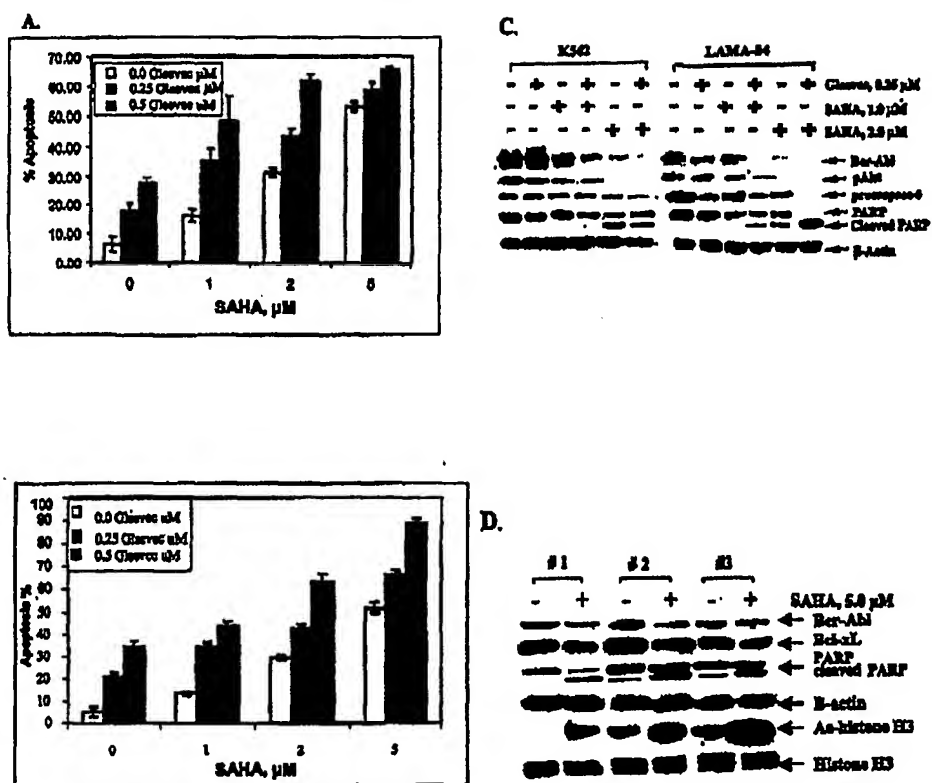 A.
70.00
60.00
50.00
40.00
30.00
20.00
10.00
0.00
% Apoptosis
0.0 Gleevec µM
0.25 Gleevec µM
0.5 Gleevec uM
0 1 2 5
SAHA, µM
C.
K562 LAMA-84
- + - + - + - + - + - + Gleevec, 0.25 µM
- - + + - - - - + + - - SAHA, 1.0 µM
- - - - + + - - - - + + SAHA, 2.0 µM
Bcr-Abl
pAkt
PARP
Cleaved PARP
β-Actin
100
90
80
70
60
50
40
30
20
10
0
Apoptosis %
0.0 Gleevec uM
0.25 Gleevec uM
0.5 Gleevec uM
0 1 2 5
SAHA, µM
D.
#1 #2 #3
- + - + - + SAHA, 5.0 µM
Bcr-Abl
Bcl-xL
PARP
cleaved PARP
B-actin
Ac-histone H3
Histone H3